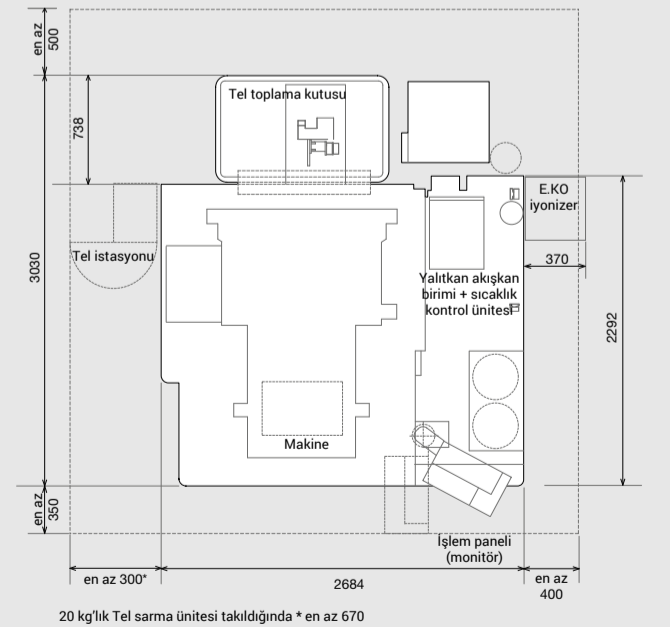 en az
500
Tel toplama kutusu
738
E.KO
iyonizer
Tel istasyonu
370
3030
Yalıtkan akışkan
birimi + sıcaklık
kontrol ünitesi
2292
Makine
en az
350
İşlem paneli
(monitör)
en az 300*
2684
en az
400
20 kg'lık Tel sarma ünitesi takıldığında * en az 670